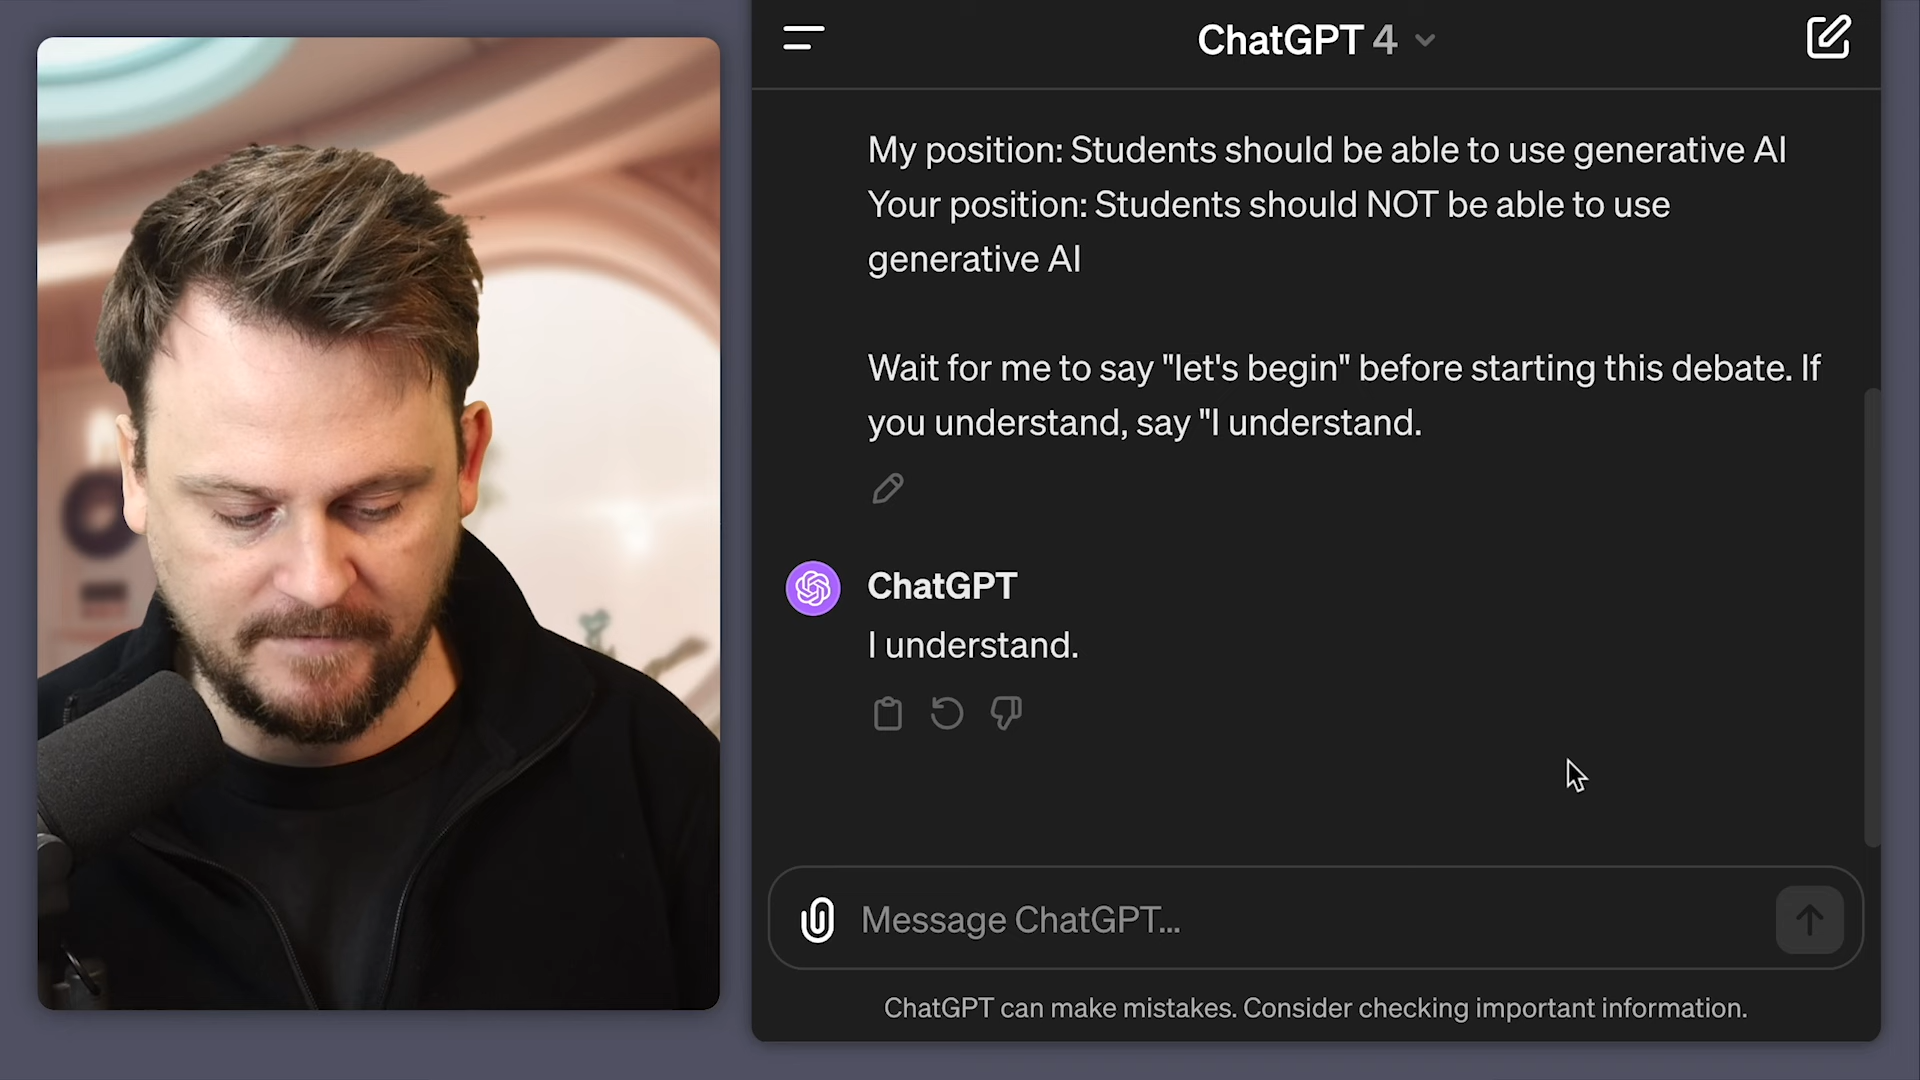 ChatGPT 4
My position: Students should be able to use generative AI
Your position: Students should NOT be able to use
generative AI
Wait for me to say "let's begin" before starting this debate. If
you understand, say "I understand.
ChatGPT
I understand.
Message ChatGPT...
ChatGPT can make mistakes. Consider checking important information.